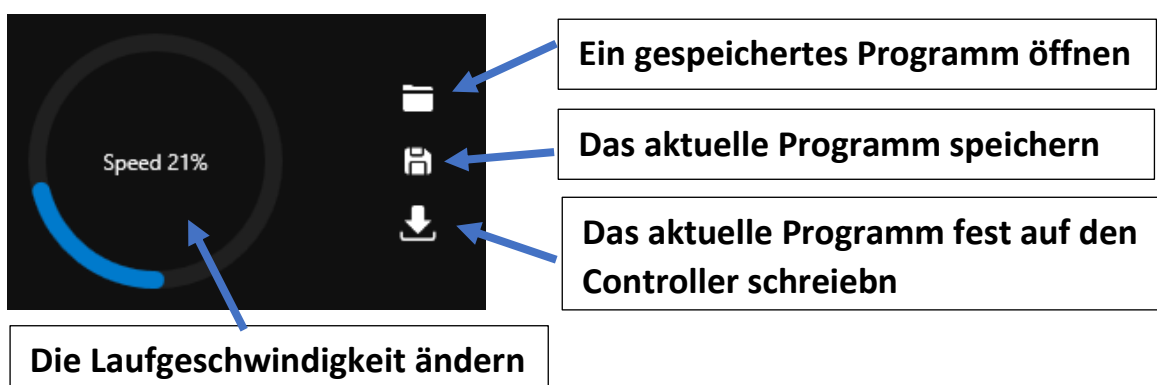 Ein gespeichertes Programm öffnen
Speed 21%
Das aktuelle Programm speichern
Das aktuelle Programm fest auf den
Controller schreiebn
Die Laufgeschwindigkeit ändern